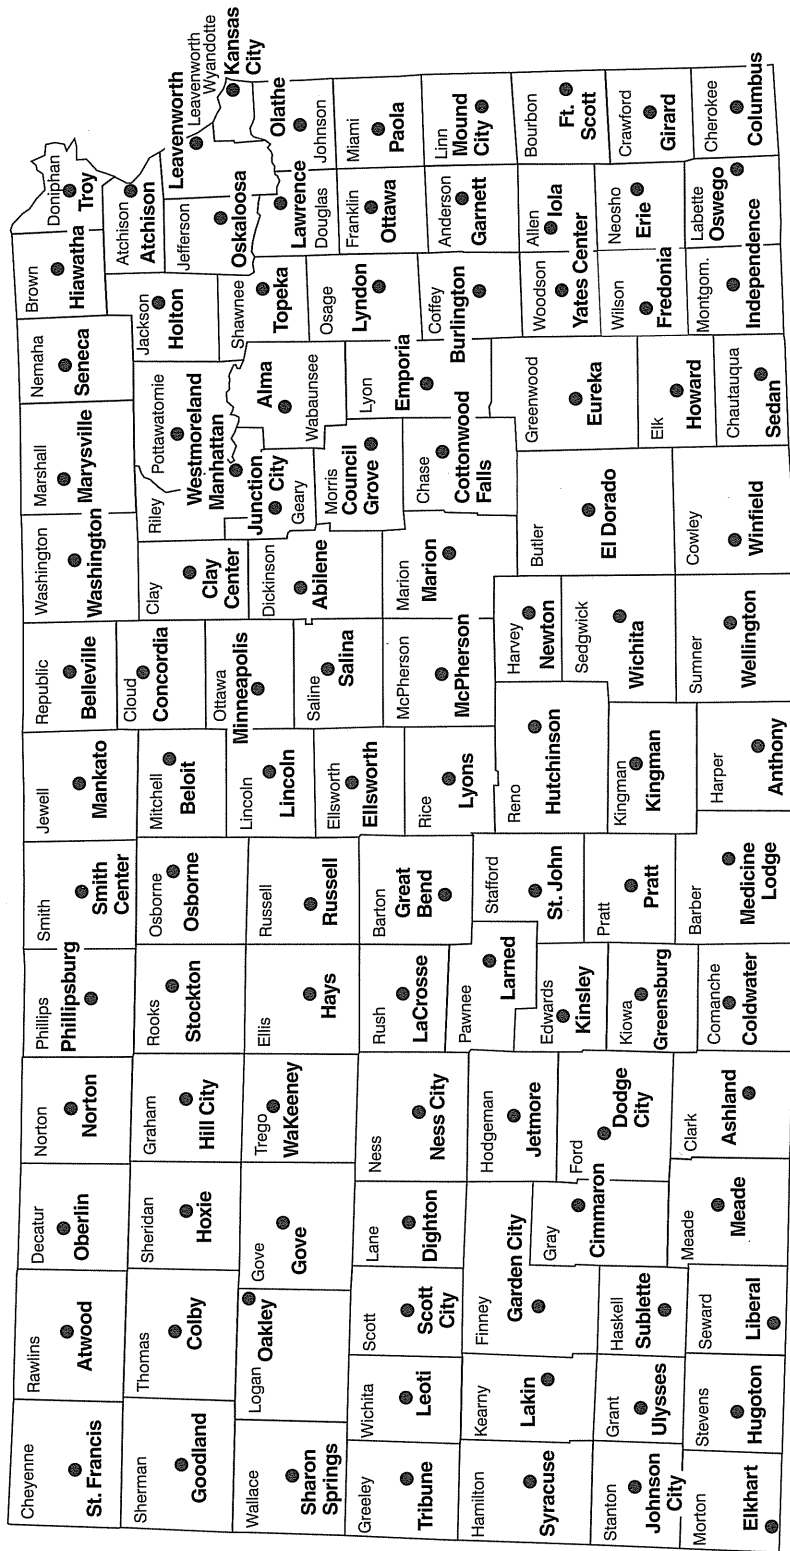 Cheyenne
St. Francis
Rawlins
Atwood
Decatur
Oberlin
Norton
Norton
Phillips
Phillipsburg
Smith
Smith
Center
Jewell
Mankato
Republic
Belleville
Washington
Washington
Marshall
Marysville
Nemaha
Seneca
Brown
Hiawatha
Doniphan
Troy
Sherman
Goodland
Thomas
Colby
Sheridan
Hoxie
Graham
Hill City
Rooks
Stockton
Osborne
Osborne
Mitchell
Beloit
Cloud
Concordia
Clay
Clay
Center
Riley
Manhattan
Pottawatomie
Westmoreland
Jackson
Holton
Atchison
Atchison
Jefferson
Oskaloosa
Leavenworth
Leavenworth
Wyandotte
Kansas
City
Wallace
Sharon
Springs
Logan
Oakley
Gove
Gove
Trego
WaKeeney
Ellis
Hays
Russell
Russell
Lincoln
Lincoln
Ottawa
Minneapolis
Dickinson
Abilene
Geary
Junction
City
Wabaunsee
Alma
Shawnee
Topeka
Douglas
Lawrence
Johnson
Olathe
Greeley
Tribune
Wichita
Leoti
Scott
Scott
City
Lane
Dighton
Ness
Ness City
Rush
LaCrosse
Barton
Great
Bend
Ellsworth
Ellsworth
Saline
Salina
Morris
Council
Grove
Lyon
Emporia
Osage
Lyndon
Franklin
Ottawa
Miami
Paola
Hamilton
Syracuse
Kearny
Lakin
Finney
Garden City
Hodgeman
Jetmore
Pawnee
Larned
Stafford
St. John
Rice
Lyons
McPherson
McPherson
Marion
Marion
Chase
Cottonwood
Falls
Coffey
Burlington
Anderson
Garnett
Linn
Mound
City
Gray
Cimmaron
Ford
Dodge
City
Edwards
Kinsley
Reno
Hutchinson
Harvey
Newton
Butler
El Dorado
Greenwood
Eureka
Woodson
Yates Center
Allen
Iola
Bourbon
Ft.
Scott
Stanton
Johnson
City
Grant
Ulysses
Haskell
Sublette
Kiowa
Greensburg
Pratt
Pratt
Kingman
Kingman
Sedgwick
Wichita
Elk
Howard
Wilson
Fredonia
Neosho
Erie
Crawford
Girard
Morton
Elkhart
Stevens
Hugoton
Seward
Liberal
Meade
Meade
Clark
Ashland
Comanche
Coldwater
Barber
Medicine
Lodge
Harper
Anthony
Sumner
Wellington
Cowley
Winfield
Chautauqua
Sedan
Montgom.
Independence
Labette
Oswego
Cherokee
Columbus